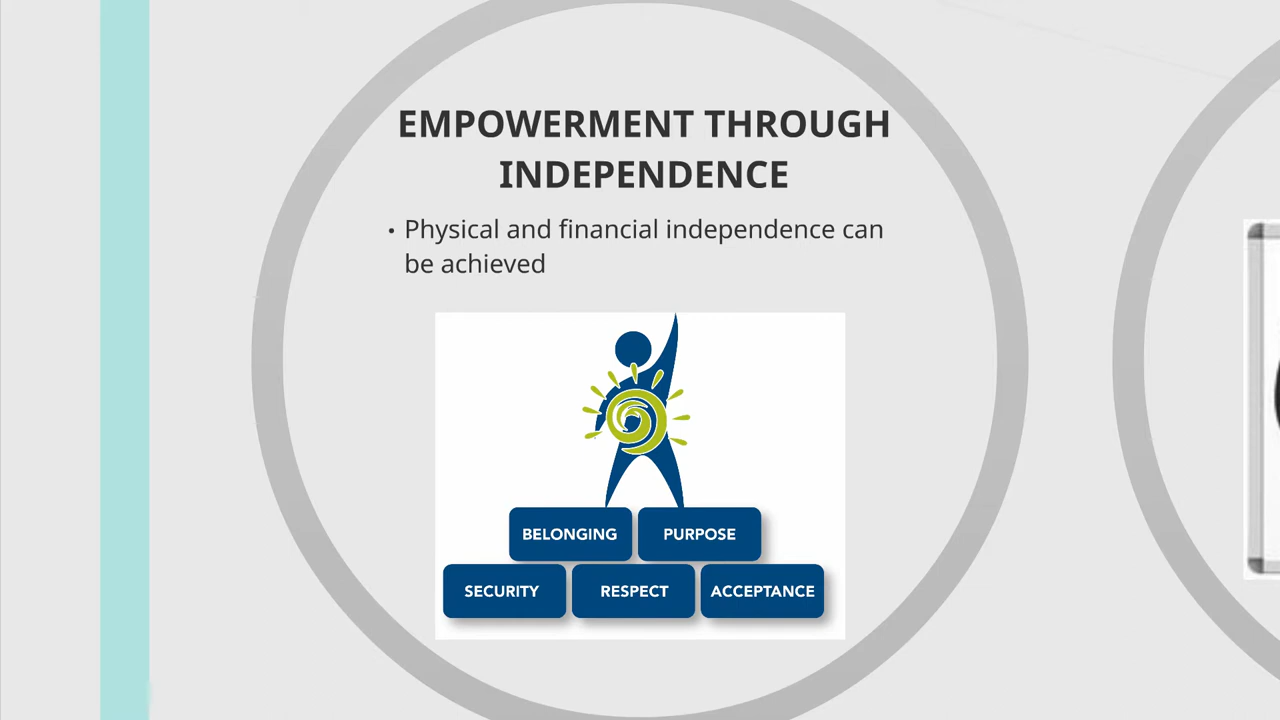 EMPOWERMENT THROUGH
INDEPENDENCE
• Physical and financial independence can
be achieved
BELONGING PURPOSE
SECURITY RESPECT ACCEPTANCE